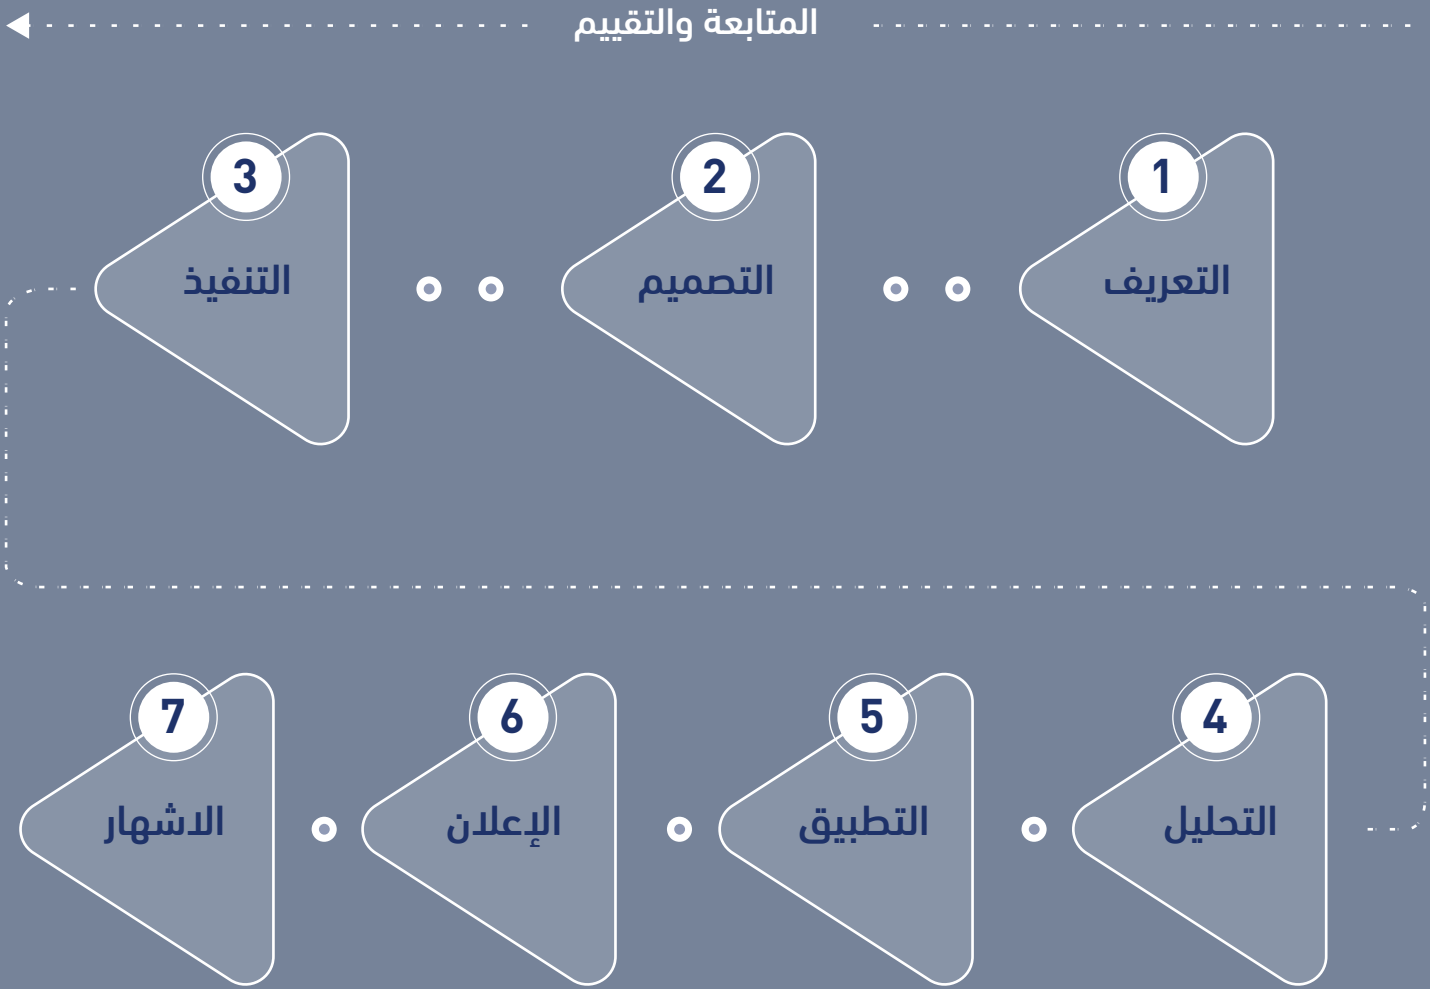 المتابعة والتقييم
1
التعريف
2
التصميم
3
التنفيذ
4
التحليل
5
التطبيق
6
الإعلان
7
الاشهار